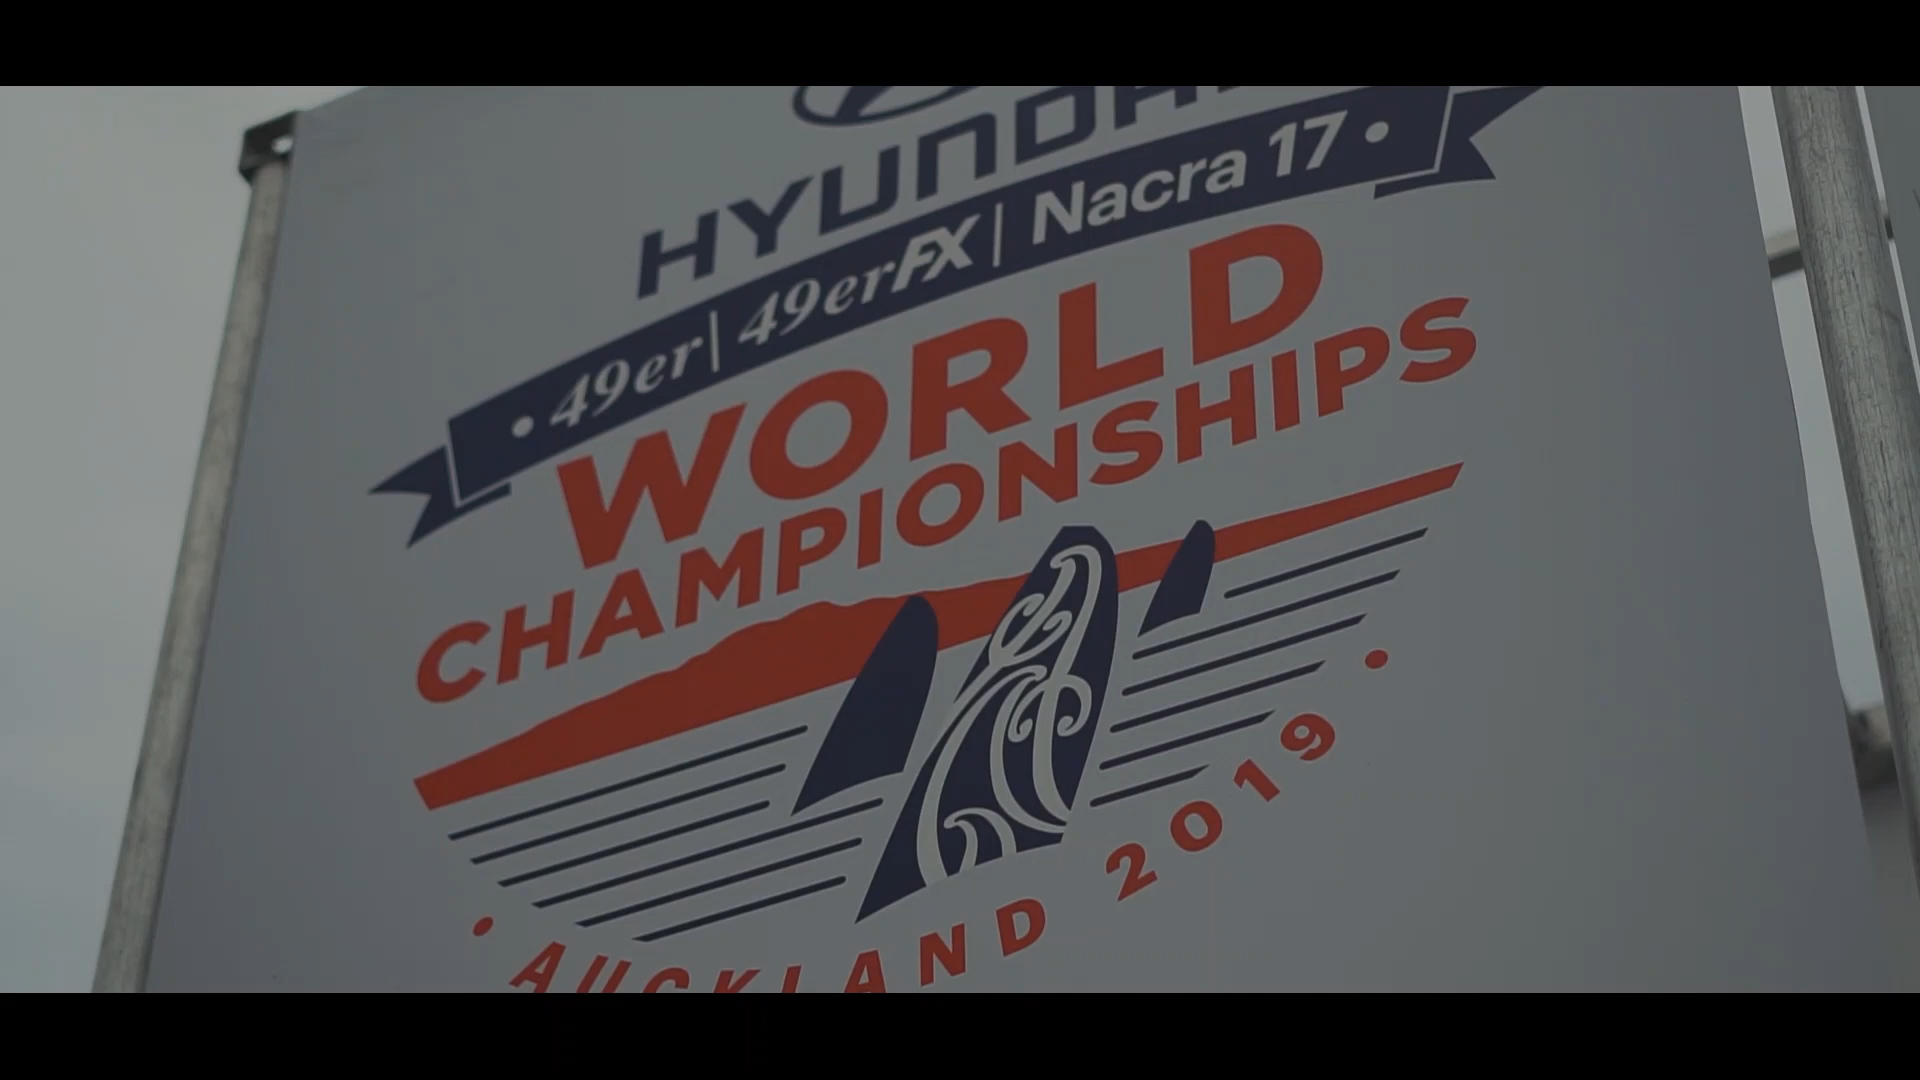 HYUNDAI
• 49er | 49erFX | Nacra 17 •
WORLD
CHAMPIONSHIPS
• AUCKLAND 2019 •